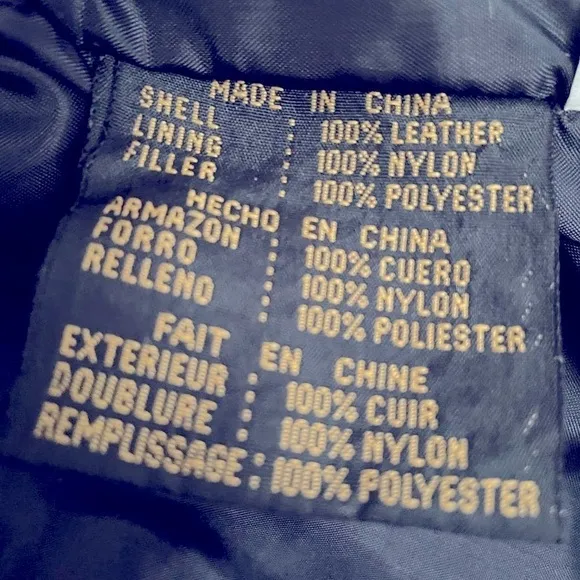 MADE IN CHINA
SHELL : 100% LEATHER
LINING : 100% NYLON
FILLER : 100% POLYESTER
HECHO EN CHINA
ARMAZON : 100% CUERO
FORRO : 100% NYLON
RELLENO : 100% POLIESTER
FAIT EN CHINE
EXTERIEUR : 100% CUIR
DOUBLURE : 100% NYLON
REMPLISSAGE : 100% POLYESTER